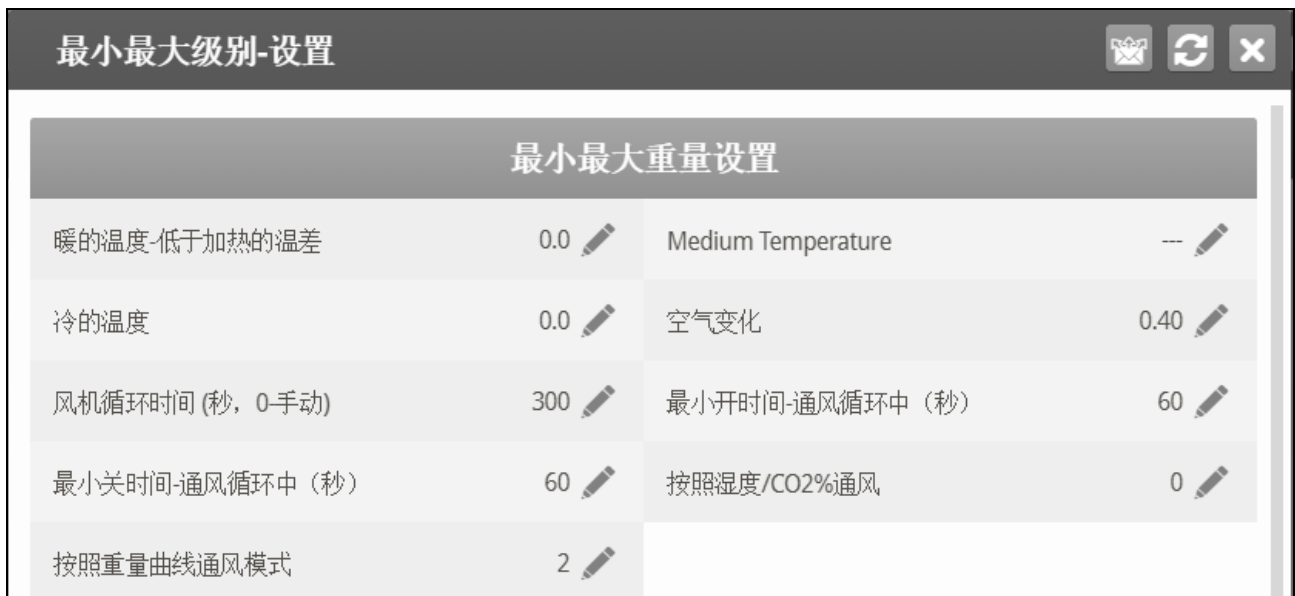 最小最大级别-设置
最小最大重量设置
暖的温度-低于加热的温差 0.0 Medium Temperature ---
冷的温度 0.0 空气变化 0.40
风机循环时间 (秒，0-手动) 300 最小开时间-通风循环中（秒） 60
最小关时间-通风循环中（秒） 60 按照湿度/CO2%通风 0
按照重量曲线通风模式 2